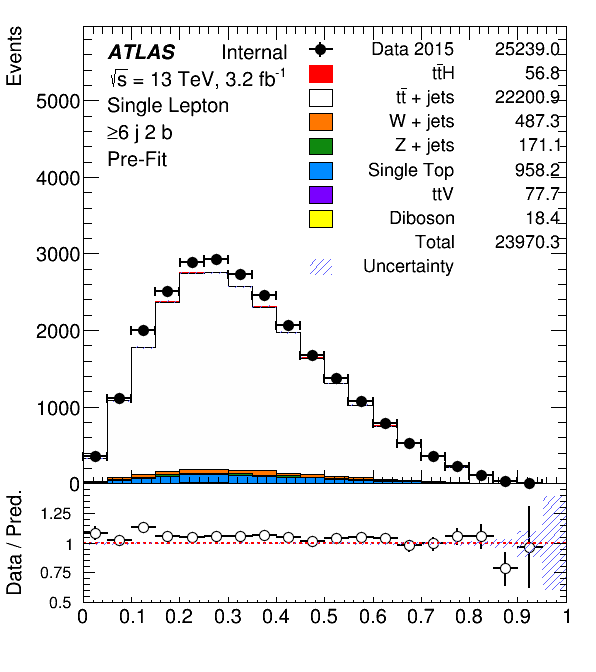 Events
ATLAS Internal
√s = 13 TeV, 3.2 fb⁻¹
Single Lepton
≥6 j 2 b
Pre-Fit
Data 2015 25239.0
tt̄H 56.8
tt̄ + jets 22200.9
W + jets 487.3
Z + jets 171.1
Single Top 958.2
ttV 77.7
Diboson 18.4
Total 23970.3
Uncertainty
5000
4000
3000
2000
1000
0
Data / Pred.
1.25
1
0.75
0.5
0 0.1 0.2 0.3 0.4 0.5 0.6 0.7 0.8 0.9 1